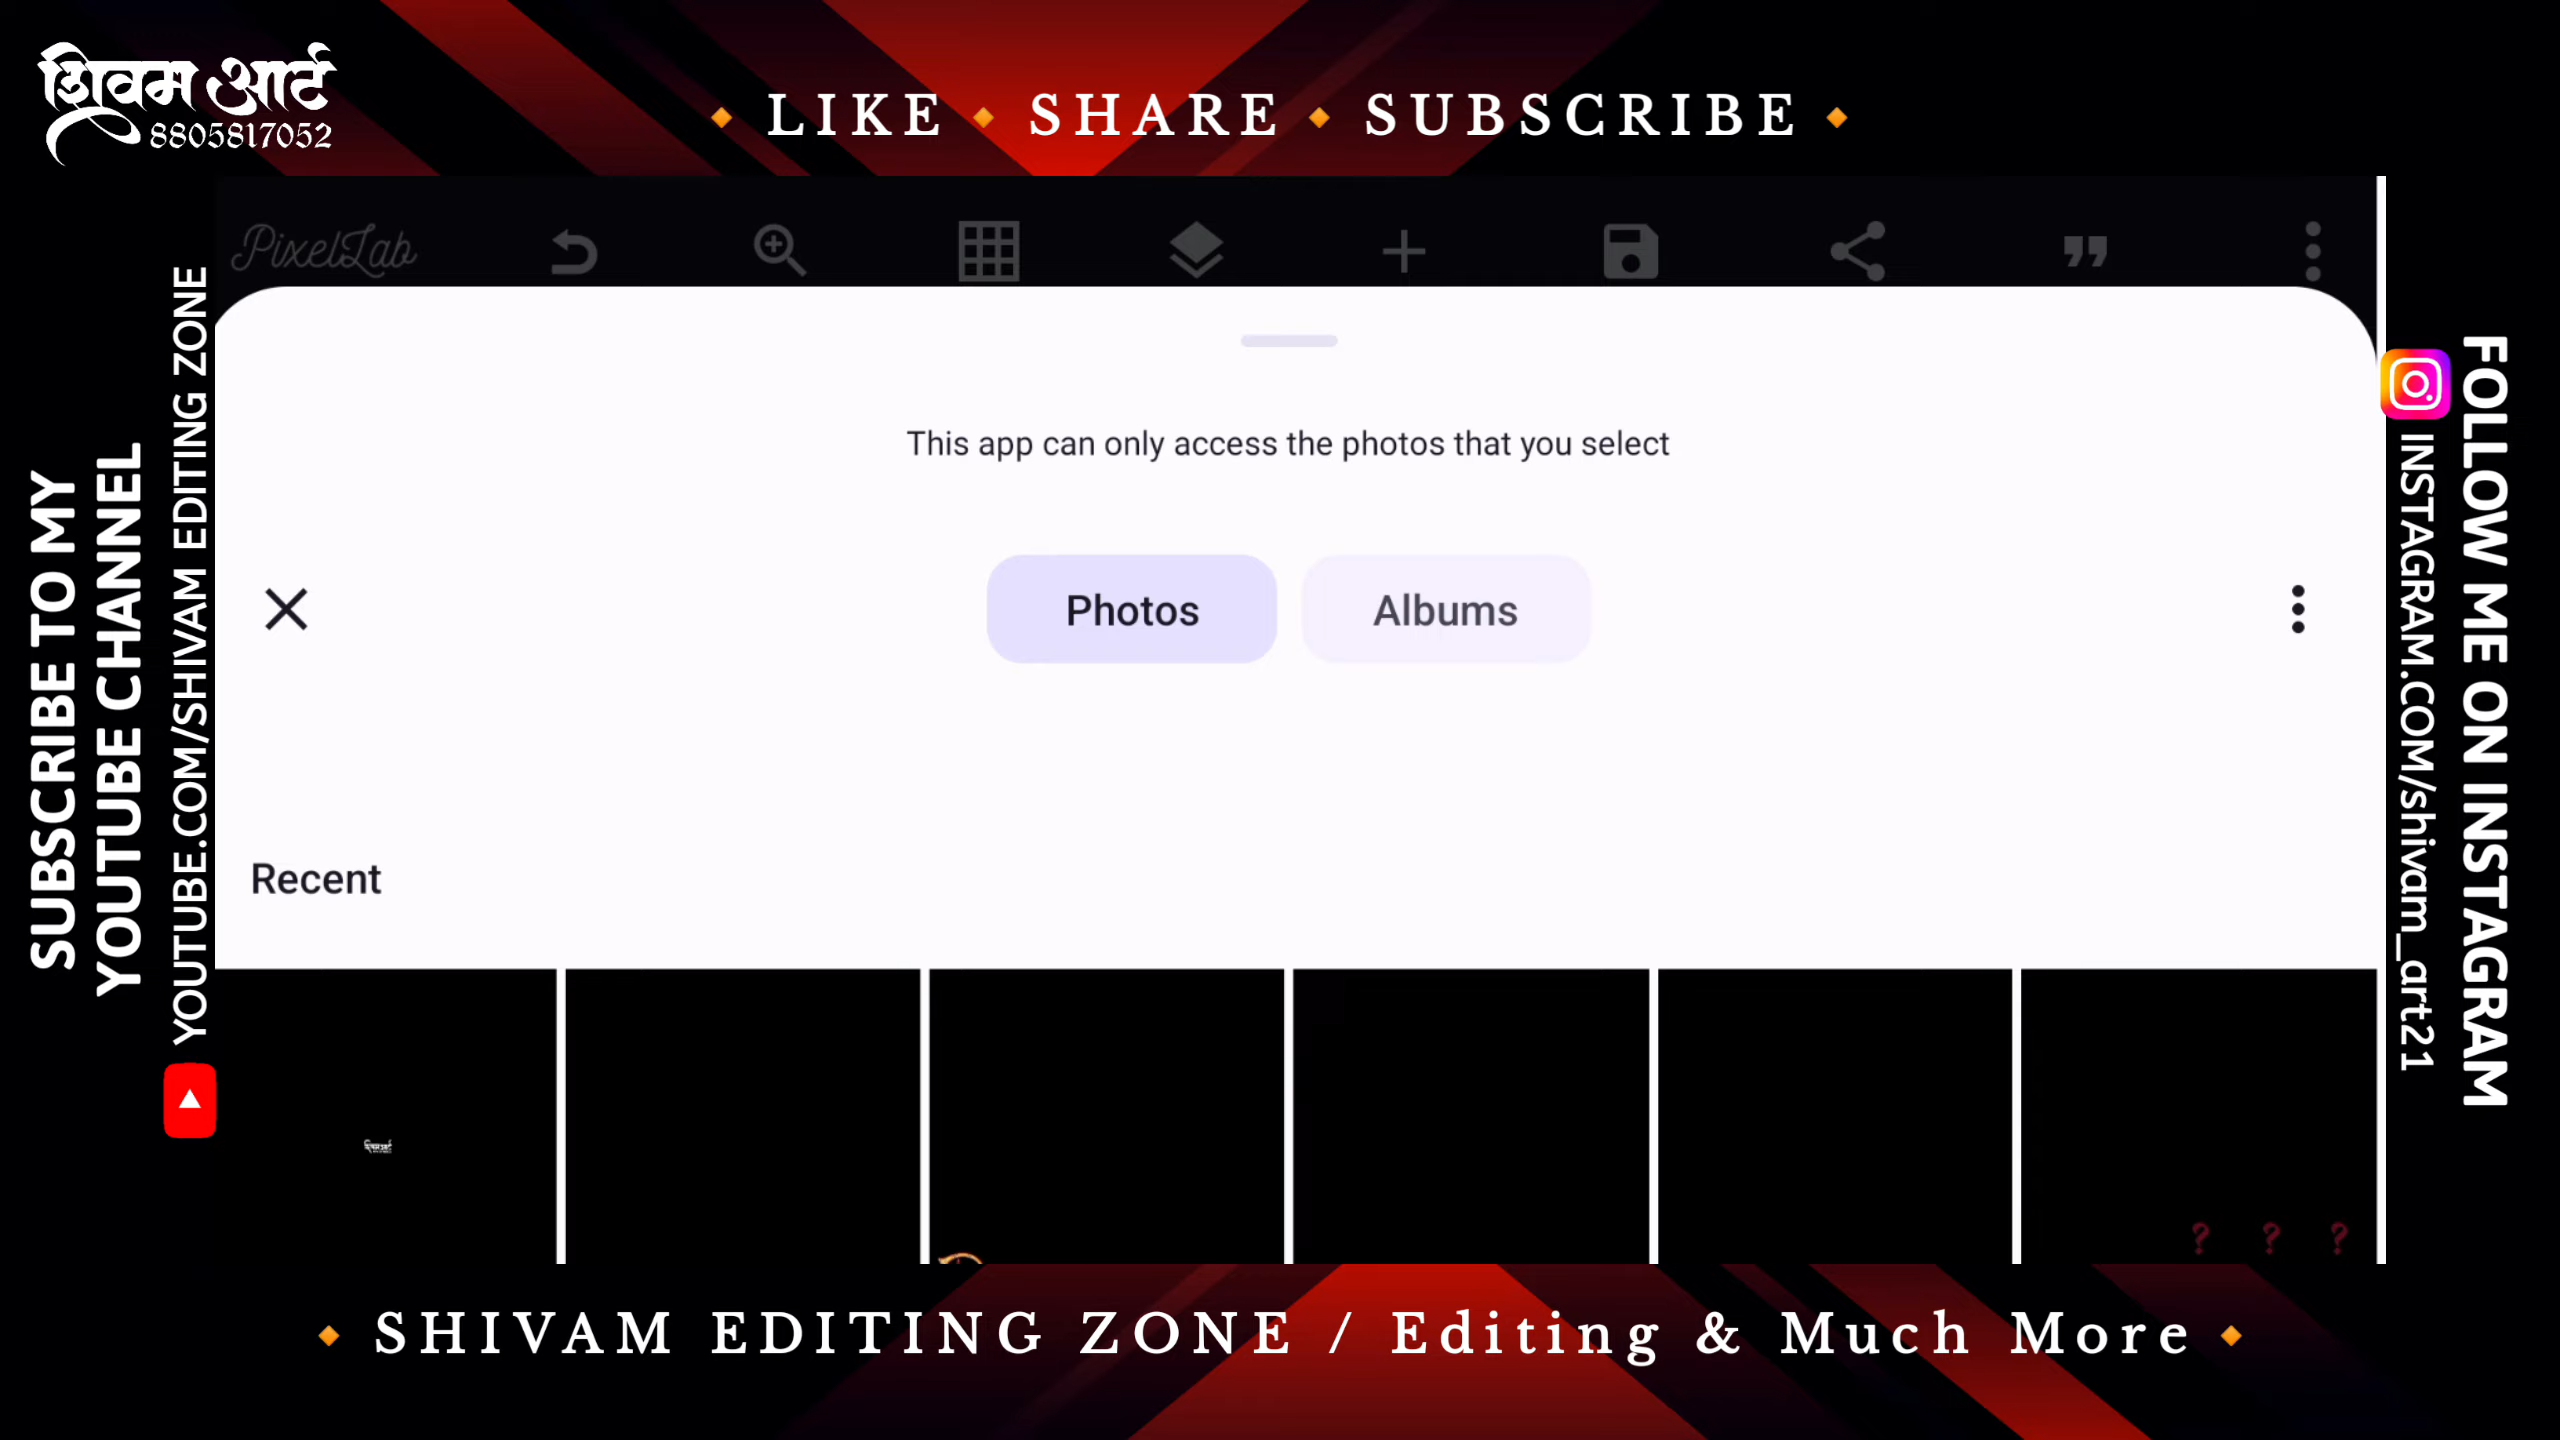 शिवम आर्ट
8805817052
LIKE SHARE SUBSCRIBE
PixelLab
This app can only access the photos that you select
Photos
Albums
Recent
SUBSCRIBE TO MY
YOUTUBE CHANNEL
YOUTUBE.COM/SHIVAM EDITING ZONE
FOLLOW ME ON INSTAGRAM
INSTAGRAM.COM/shivam_art21
? ? ?
SHIVAM EDITING ZONE / Editing & Much More